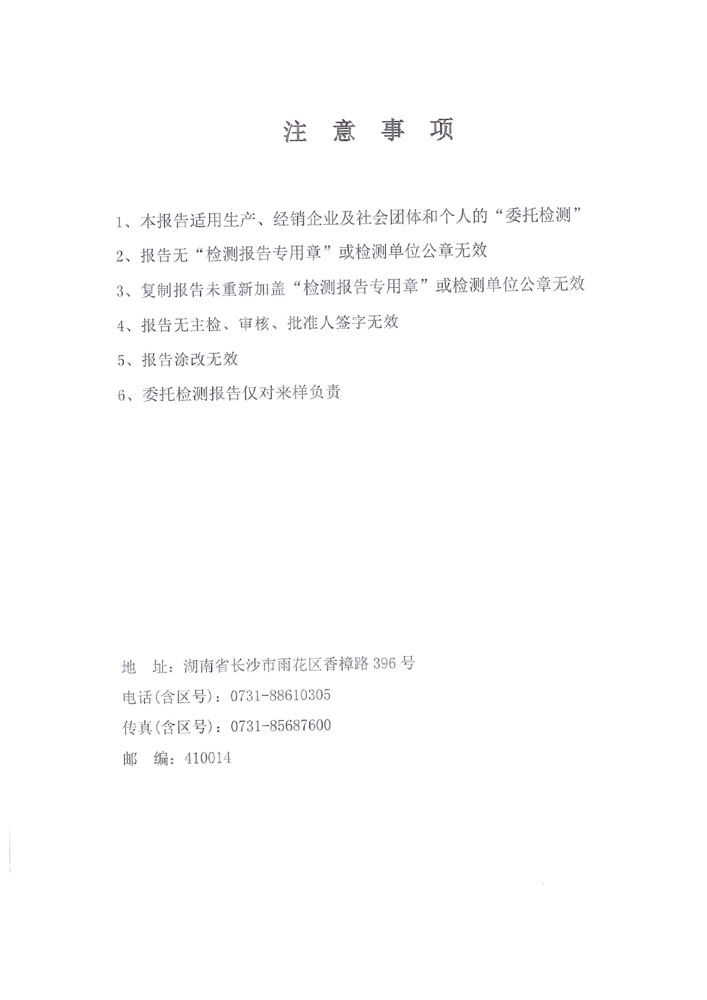 注 意 事 项
1、本报告适用生产、经销企业及社会团体和个人的“委托检测”
2、报告无“检测报告专用章”或检测单位公章无效
3、复制报告未重新加盖“检测报告专用章”或检测单位公章无效
4、报告无主检、审核、批准人签字无效
5、报告涂改无效
6、委托检测报告仅对来样负责
地 址：湖南省长沙市雨花区香樟路 396 号
电话(含区号)：0731-88610305
传真(含区号)：0731-85687600
邮 编：410014